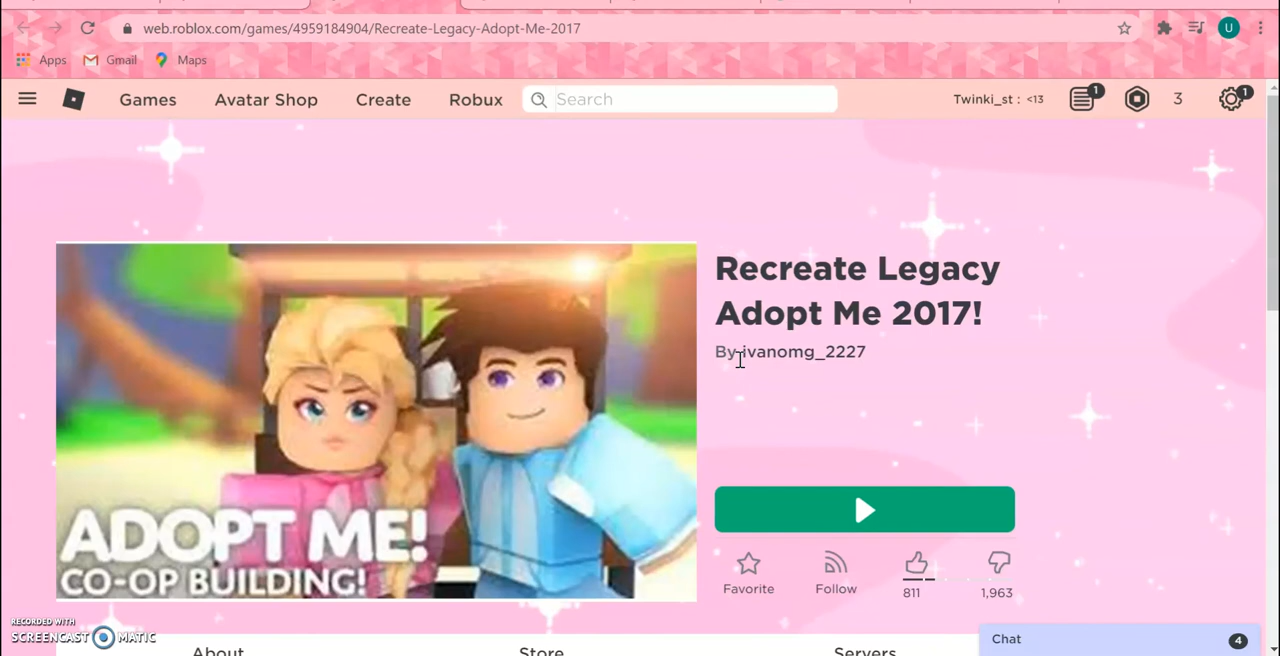 web.roblox.com/games/4959184904/Recreate-Legacy-Adopt-Me-2017
U
Apps Gmail Maps
Games Avatar Shop Create Robux Search Twinki_st : <13 1 3 1
Recreate Legacy
Adopt Me 2017!
By ivanomg_2227
ADOPT ME!
CO-OP BUILDING!
Favorite Follow 811 1,963
RECORDED WITH
SCREENCAST MATIC
Chat 4
About Store Servers